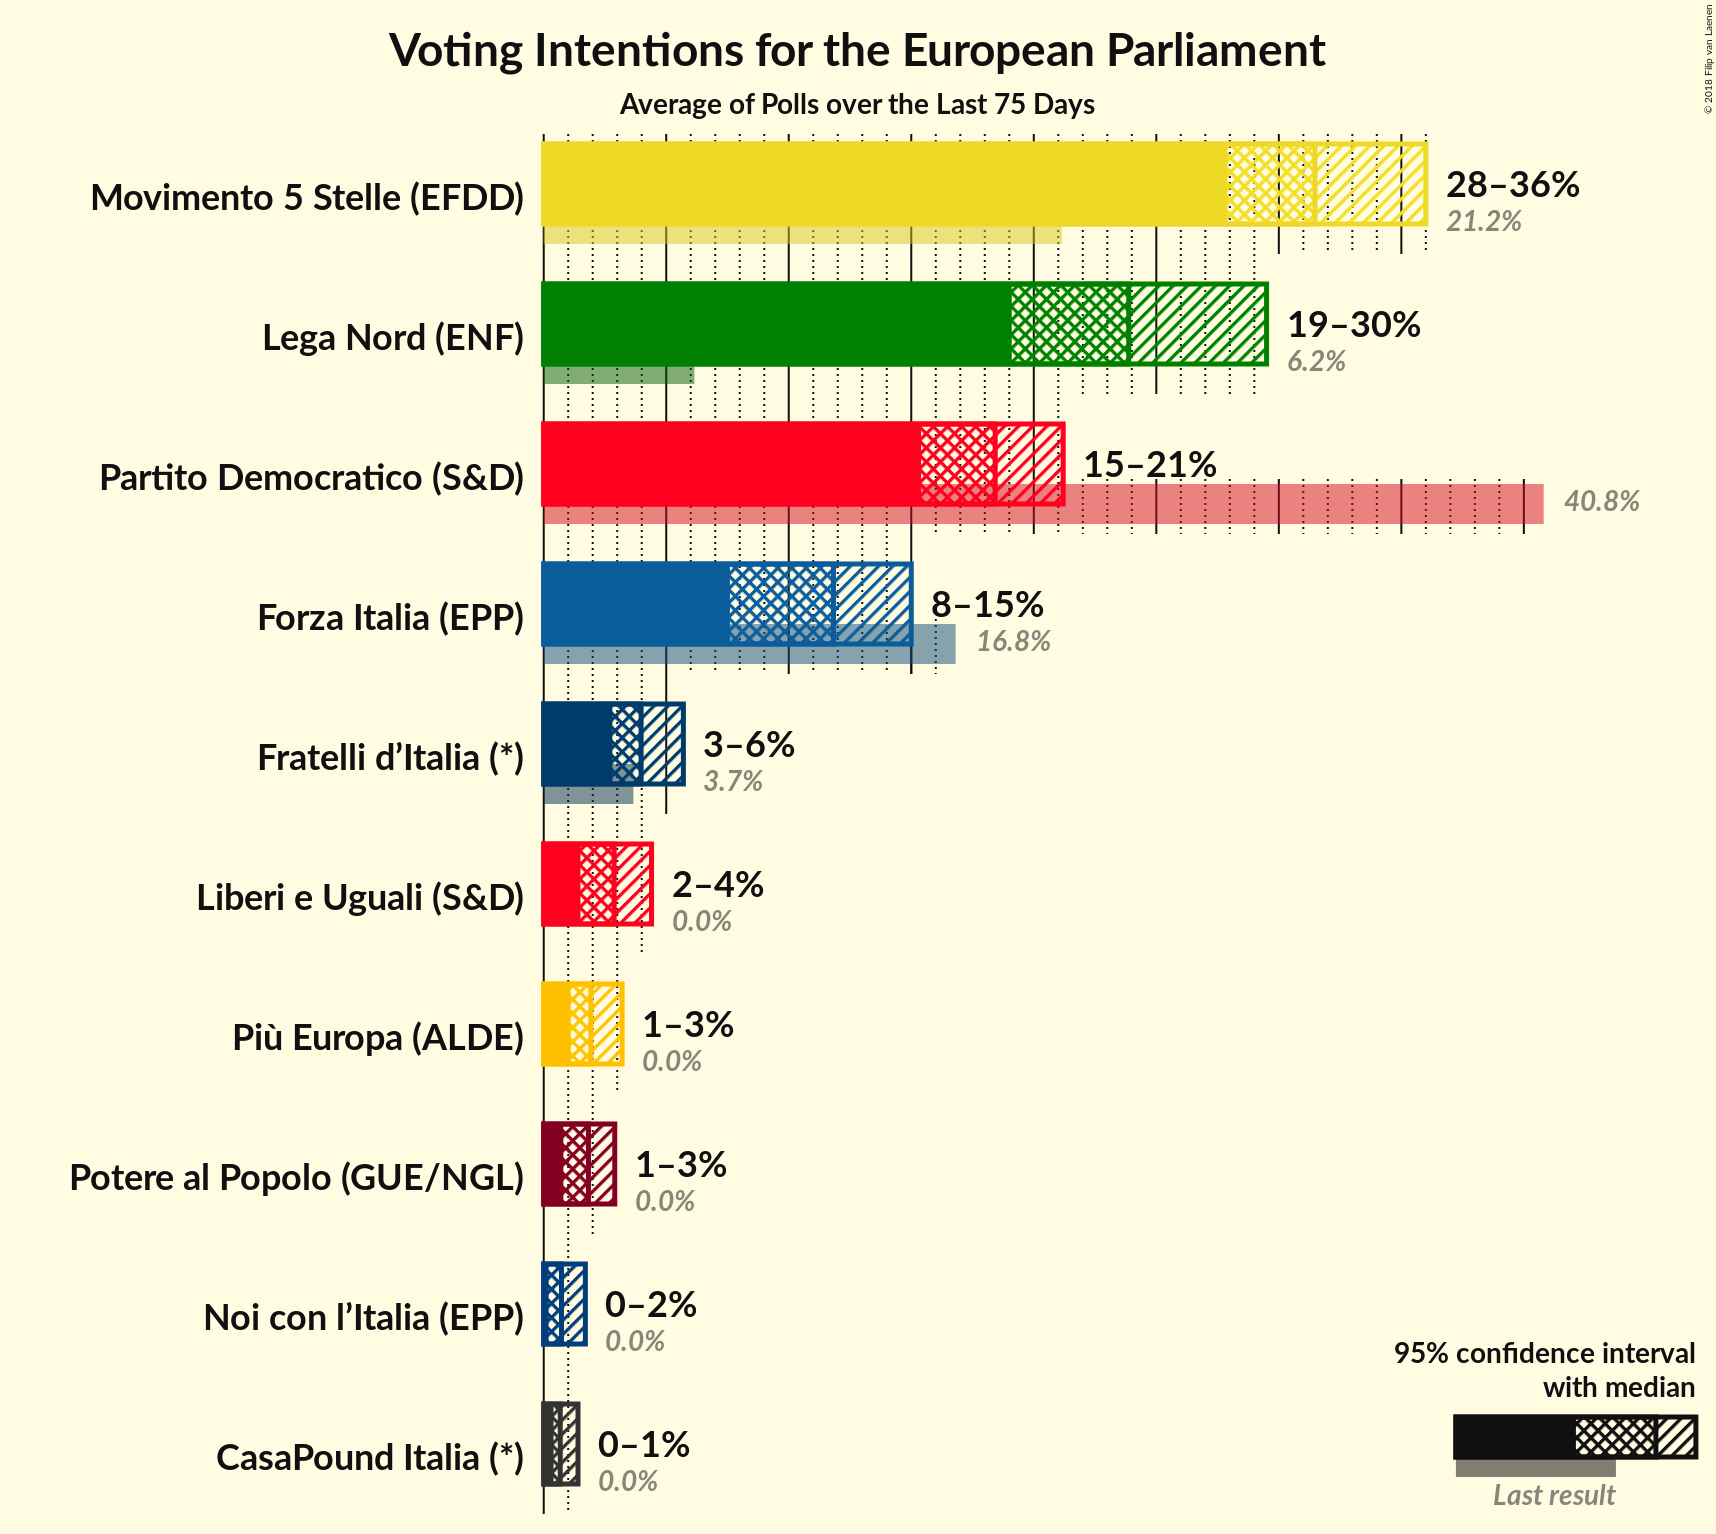 Voting Intentions for the European Parliament
Average of Polls over the Last 75 Days
© 2018 Filip van Laenen
Movimento 5 Stelle (EFDD)
28–36%
21.2%
Lega Nord (ENF)
19–30%
6.2%
Partito Democratico (S&D)
15–21%
40.8%
Forza Italia (EPP)
8–15%
16.8%
Fratelli d’Italia (*)
3–6%
3.7%
Liberi e Uguali (S&D)
2–4%
0.0%
Più Europa (ALDE)
1–3%
0.0%
Potere al Popolo (GUE/NGL)
1–3%
0.0%
Noi con l’Italia (EPP)
0–2%
0.0%
CasaPound Italia (*)
0–1%
0.0%
95% confidence interval
with median
Last result